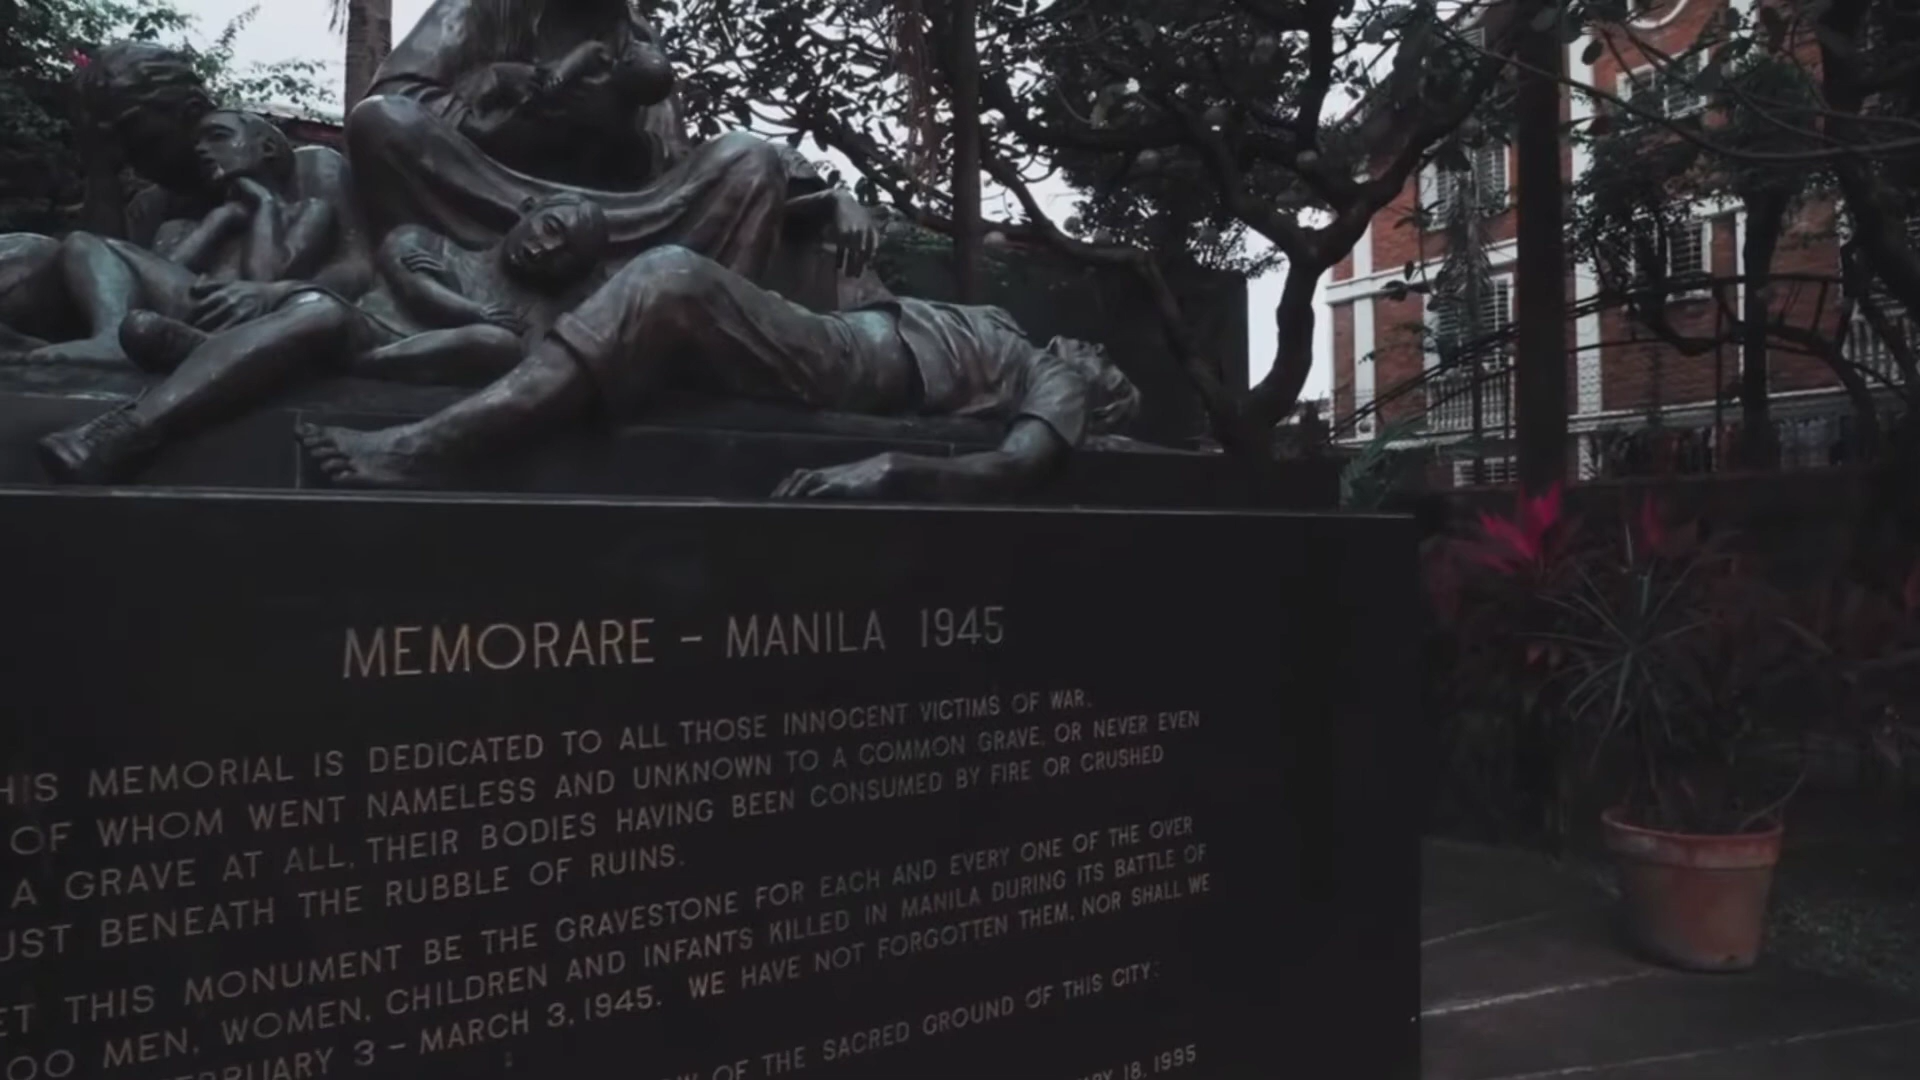 MEMORARE - MANILA 1945
HIS MEMORIAL IS DEDICATED TO ALL THOSE INNOCENT VICTIMS OF WAR,
OF WHOM WENT NAMELESS AND UNKNOWN TO A COMMON GRAVE, OR NEVER EVEN
A GRAVE AT ALL, THEIR BODIES HAVING BEEN CONSUMED BY FIRE OR CRUSHED
UST BENEATH THE RUBBLE OF RUINS.
ET THIS MONUMENT BE THE GRAVESTONE FOR EACH AND EVERY ONE OF THE OVER
OO MEN, WOMEN, CHILDREN AND INFANTS KILLED IN MANILA DURING ITS BATTLE OF
BRUARY 3 - MARCH 3, 1945. WE HAVE NOT FORGOTTEN THEM, NOR SHALL WE
OF THE SACRED GROUND OF THIS CITY:
RY 18, 1995